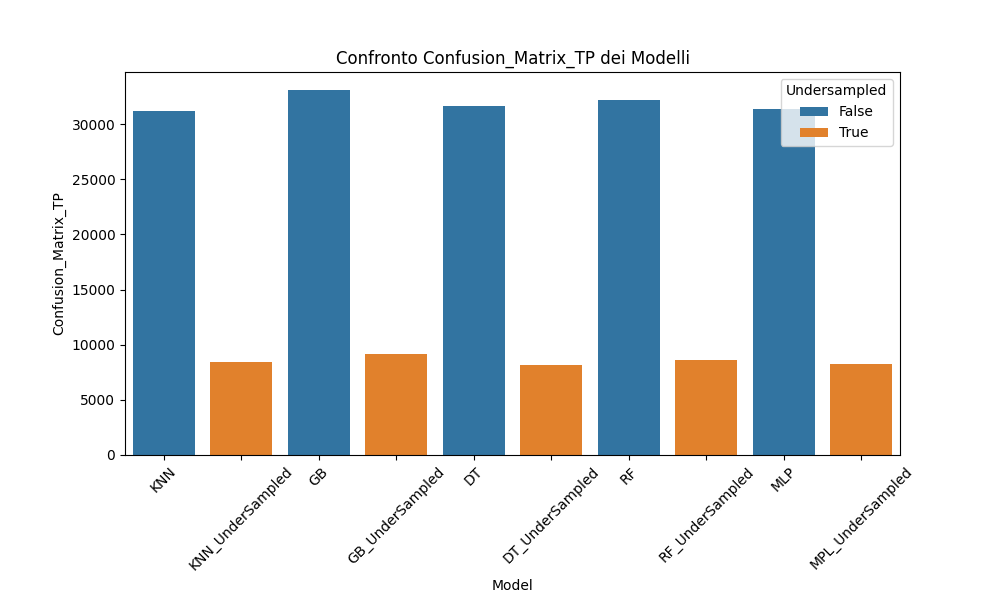 Confronto Confusion_Matrix_TP dei Modelli
Undersampled
False
True
Confusion_Matrix_TP
30000
25000
20000
15000
10000
5000
0
KNN
KNN_UnderSampled
GB
GB_UnderSampled
DT
DT_UnderSampled
RF
RF_UnderSampled
MLP
MPL_UnderSampled
Model